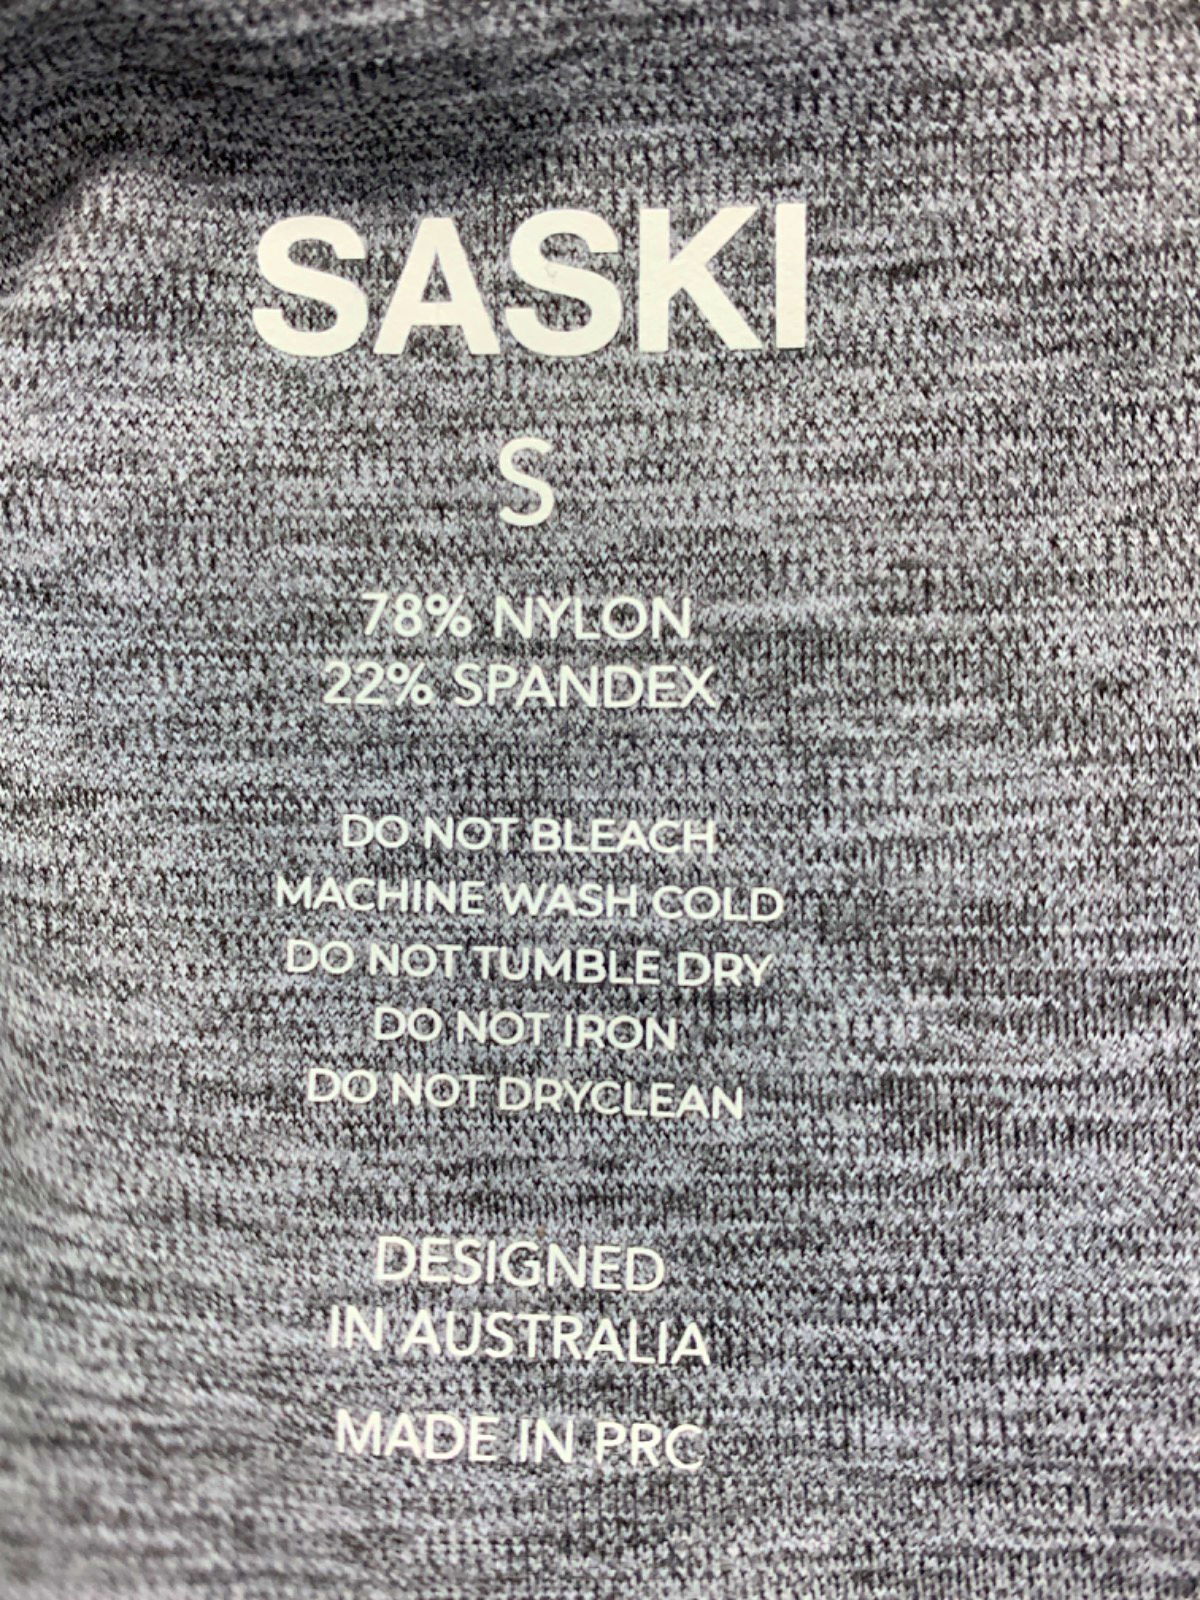 SASKI
S
78% NYLON
22% SPANDEX
DO NOT BLEACH
MACHINE WASH COLD
DO NOT TUMBLE DRY
DO NOT IRON
DO NOT DRYCLEAN
DESIGNED
IN AUSTRALIA
MADE IN PRC